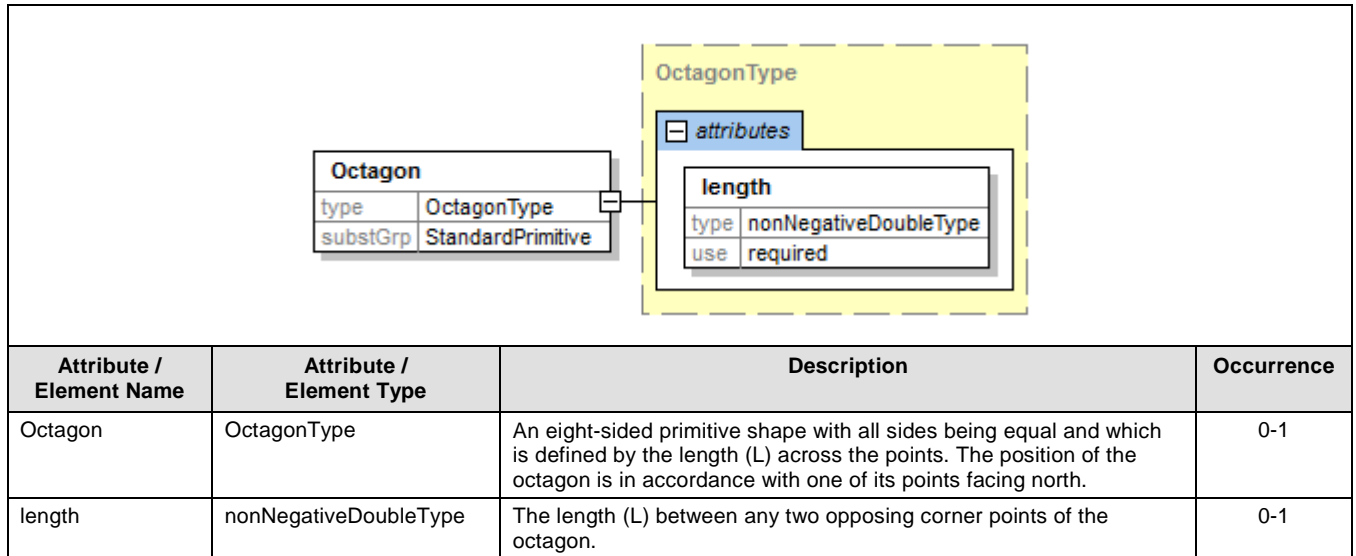 OctagonType
attributes
Octagon
type OctagonType
substGrp StandardPrimitive
length
type nonNegativeDoubleType
use required
Attribute / Element Name Attribute / Element Type Description Occurrence
Octagon OctagonType An eight-sided primitive shape with all sides being equal and which 0-1
is defined by the length (L) across the points. The position of the
octagon is in accordance with one of its points facing north.
length nonNegativeDoubleType The length (L) between any two opposing corner points of the 0-1
octagon.